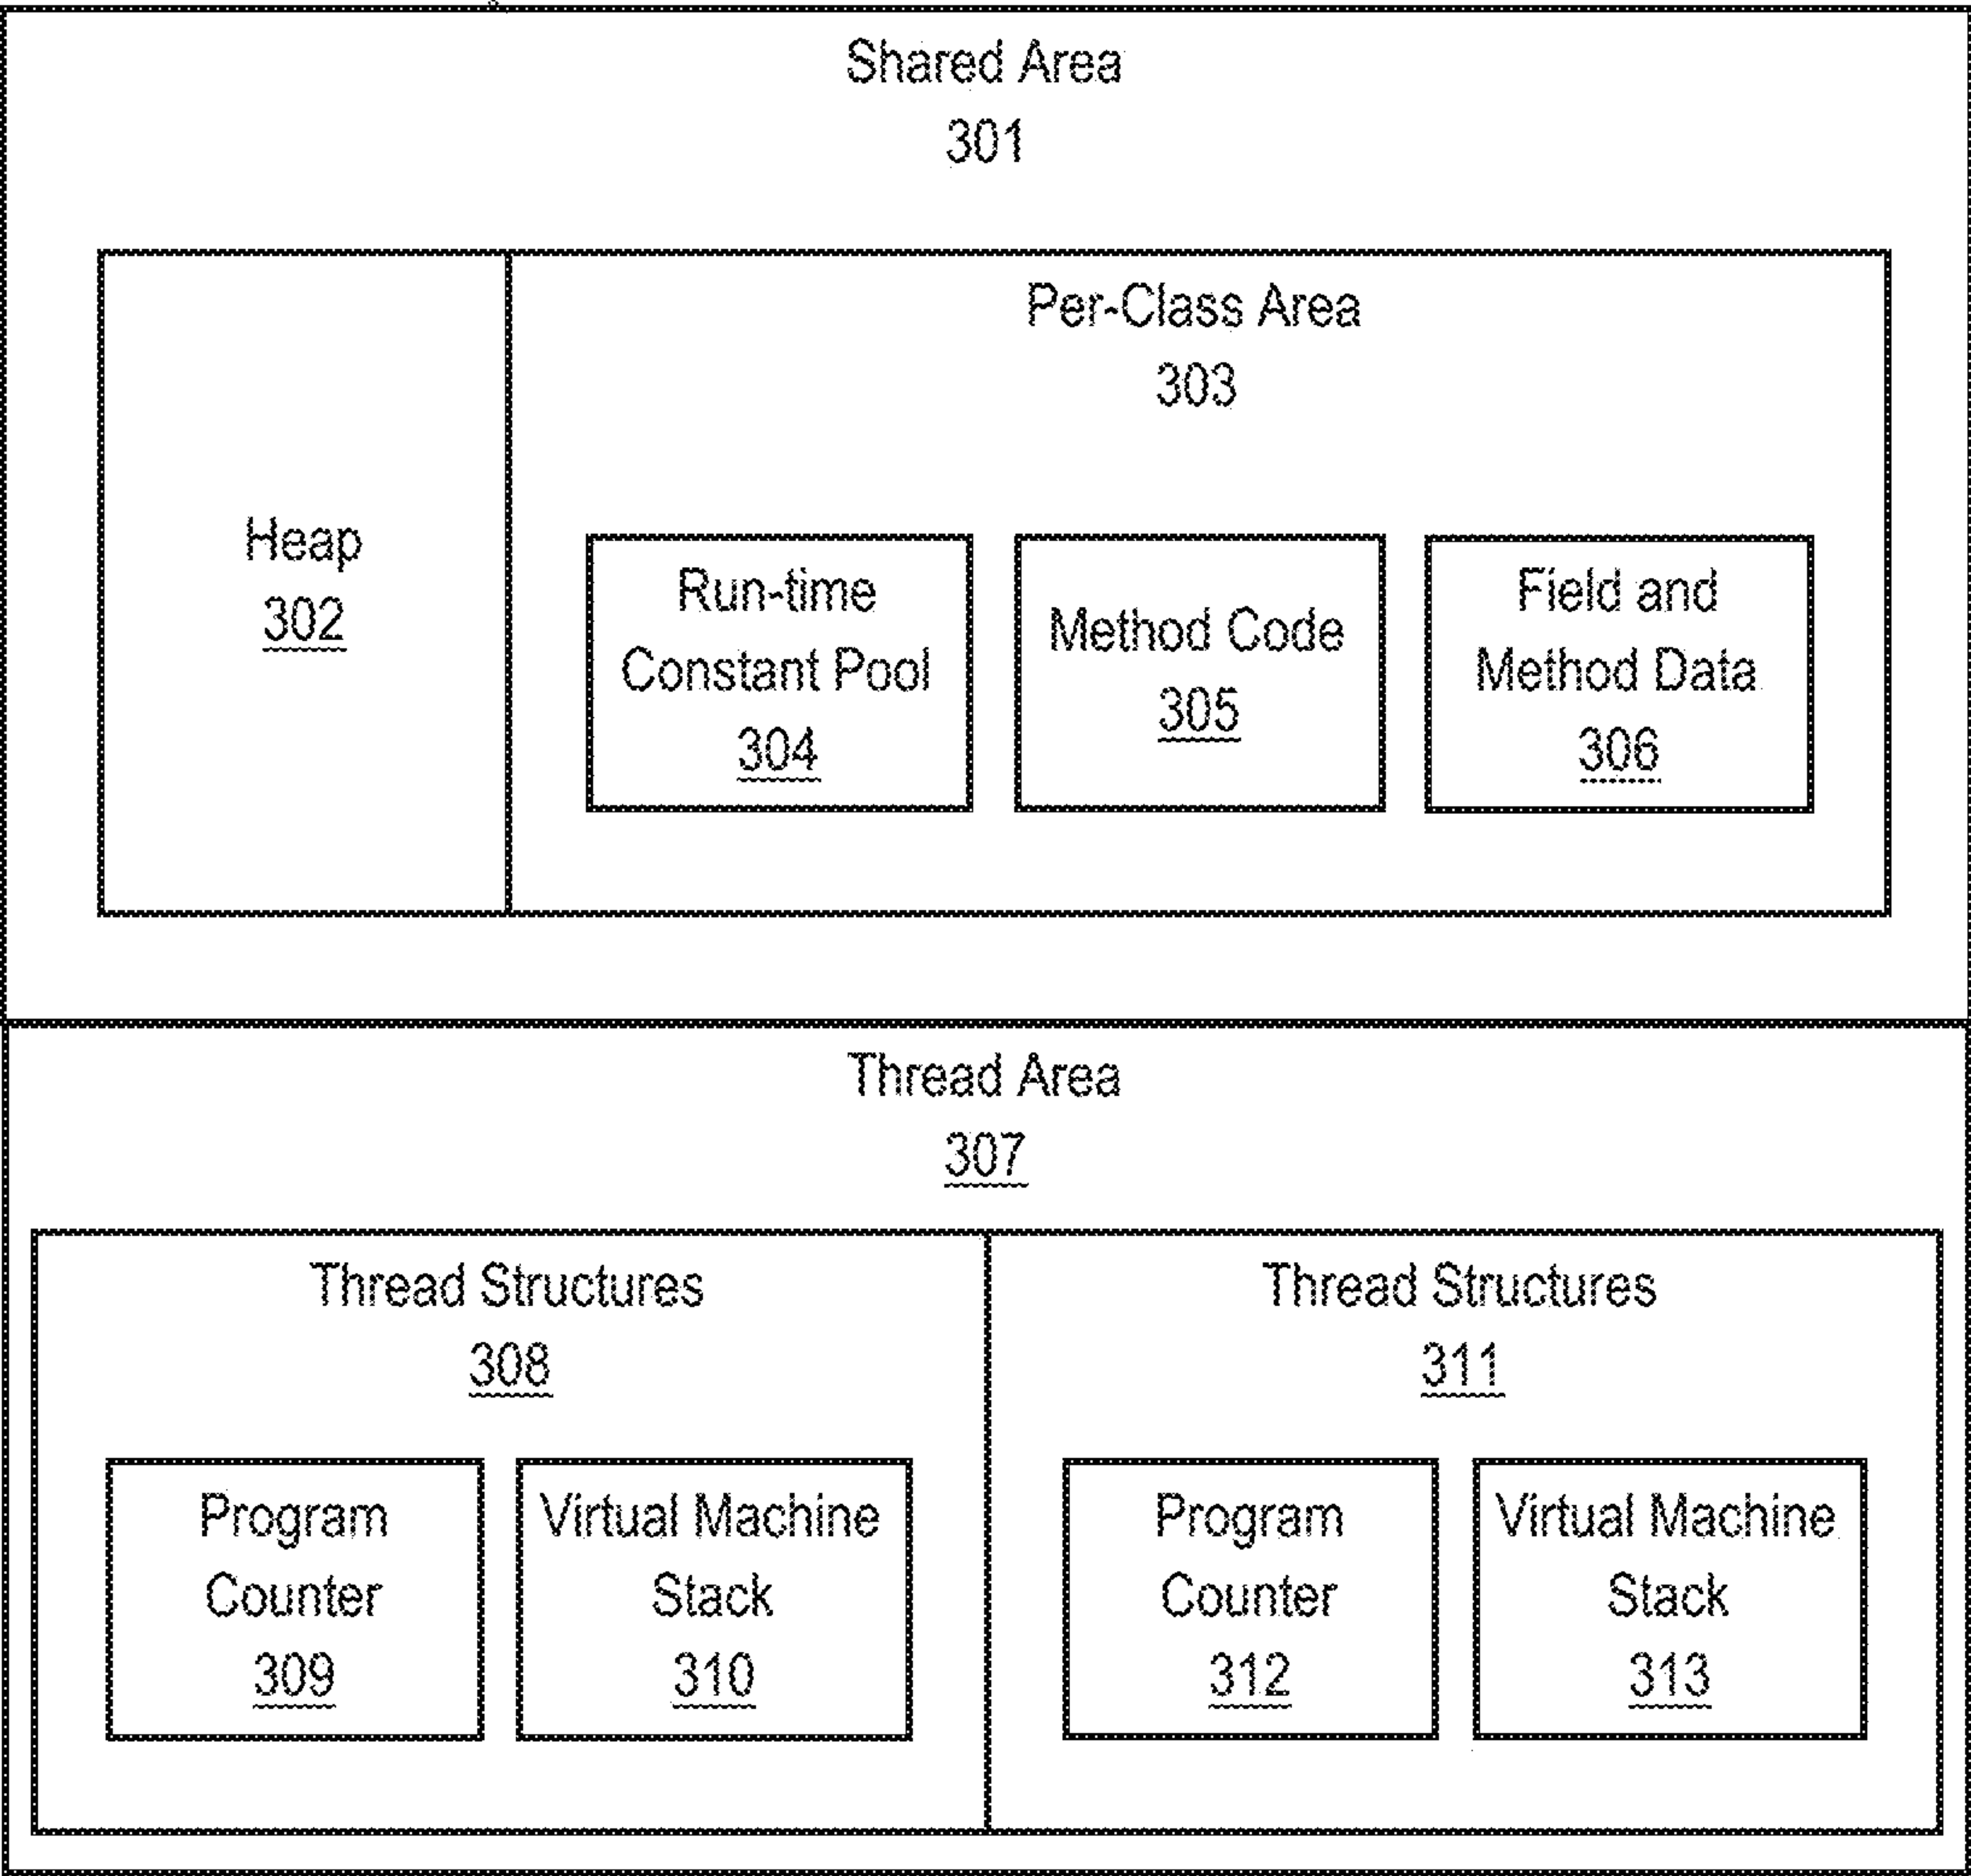 Shared Area
301
Per-Class Area
303
Heap
302
Run-time
Constant Pool
304
Method Code
305
Field and
Method Data
306
Thread Area
307
Thread Structures
308
Program
Counter
309
Virtual Machine
Stack
310
Thread Structures
311
Program
Counter
312
Virtual Machine
Stack
313